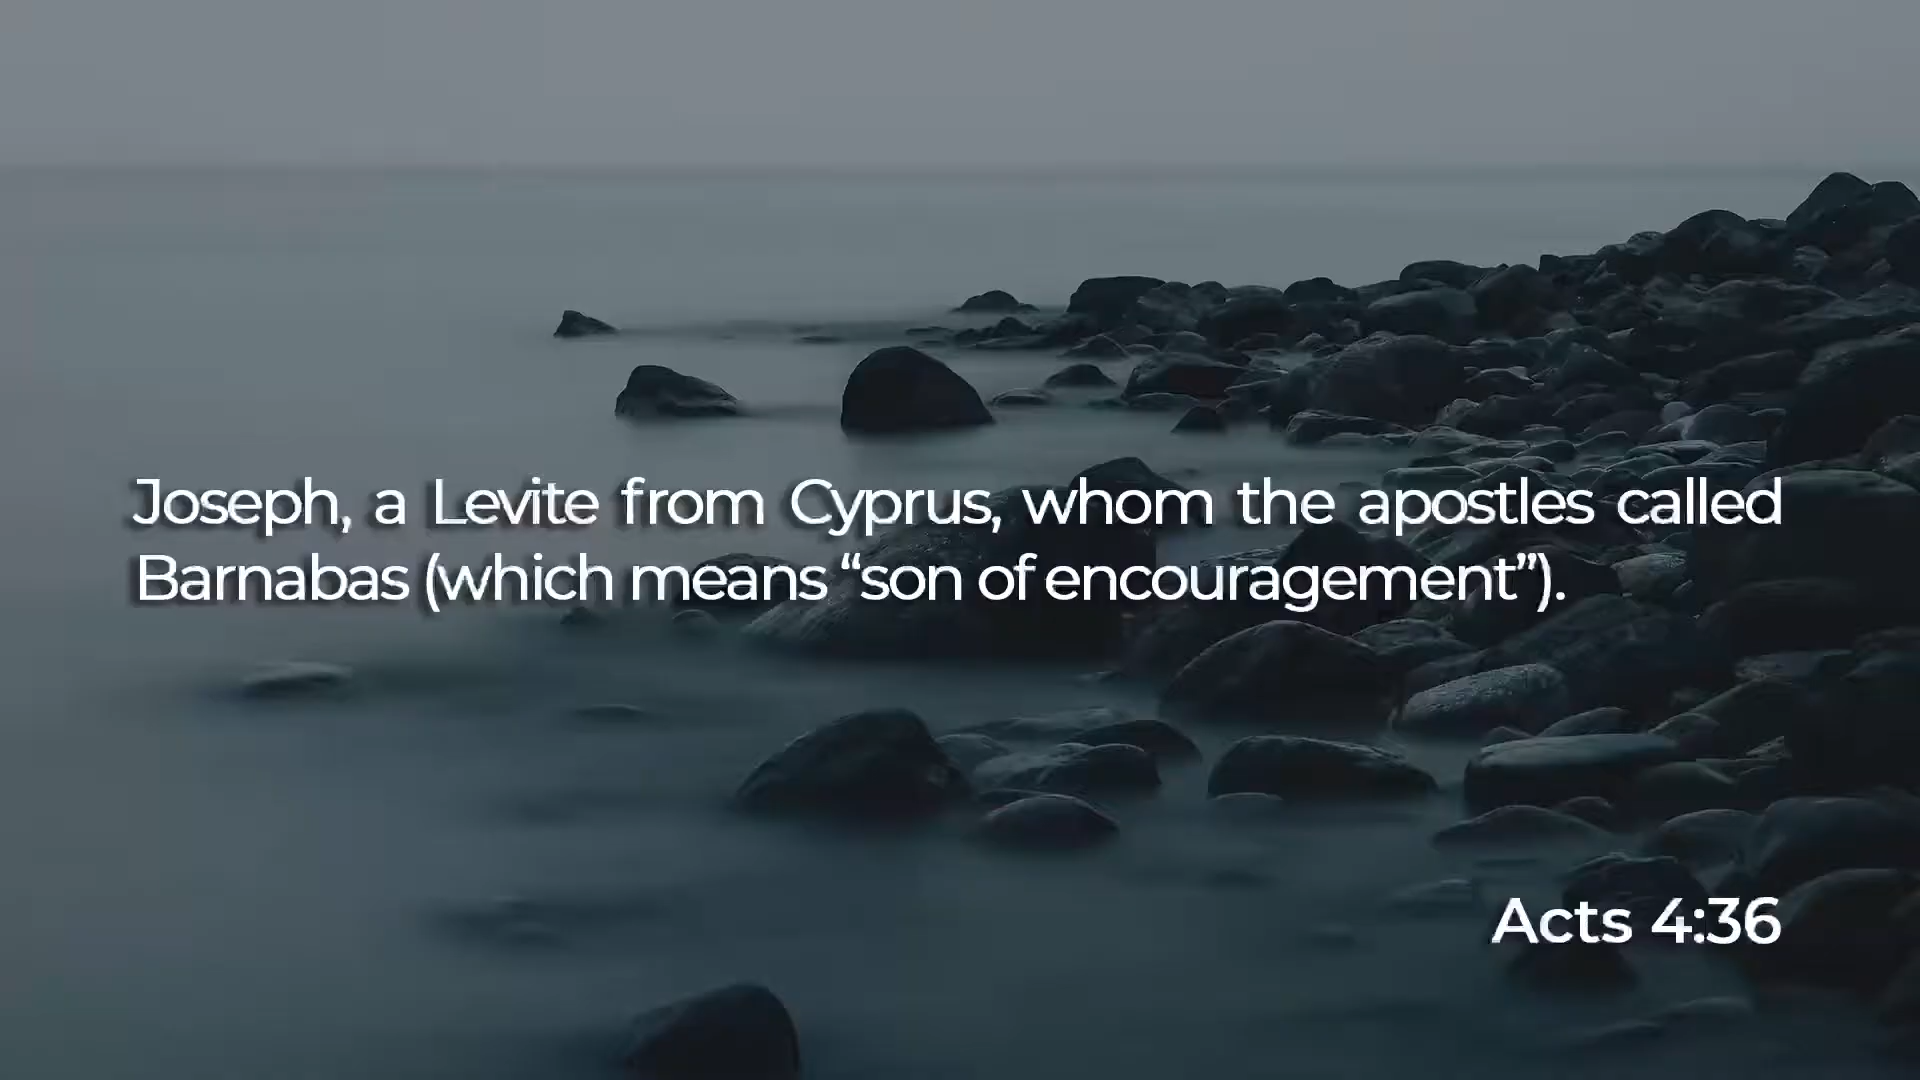 Joseph, a Levite from Cyprus, whom the apostles called
Barnabas (which means “son of encouragement”).
Acts 4:36